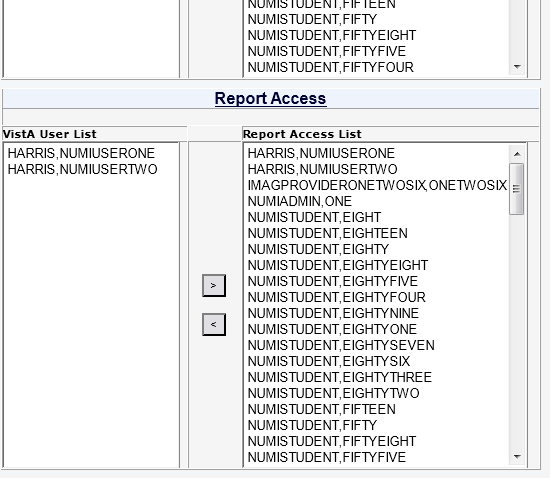 NUMISTUDENT,FIFTEEN
NUMISTUDENT,FIFTY
NUMISTUDENT,FIFTYEIGHT
NUMISTUDENT,FIFTYFIVE
NUMISTUDENT,FIFTYFOUR
Report Access
VistA User List
Report Access List
HARRIS,NUMIUSERONE
HARRIS,NUMIUSERTWO
>
<
HARRIS,NUMIUSERONE
HARRIS,NUMIUSERTWO
IMAGPROVIDERONETWOSIX,ONETWOSIX
NUMIADMIN,ONE
NUMISTUDENT,EIGHT
NUMISTUDENT,EIGHTEEN
NUMISTUDENT,EIGHTY
NUMISTUDENT,EIGHTYEIGHT
NUMISTUDENT,EIGHTYFIVE
NUMISTUDENT,EIGHTYFOUR
NUMISTUDENT,EIGHTYNINE
NUMISTUDENT,EIGHTYONE
NUMISTUDENT,EIGHTYSEVEN
NUMISTUDENT,EIGHTYSIX
NUMISTUDENT,EIGHTYTHREE
NUMISTUDENT,EIGHTYTWO
NUMISTUDENT,FIFTEEN
NUMISTUDENT,FIFTY
NUMISTUDENT,FIFTYEIGHT
NUMISTUDENT,FIFTYFIVE